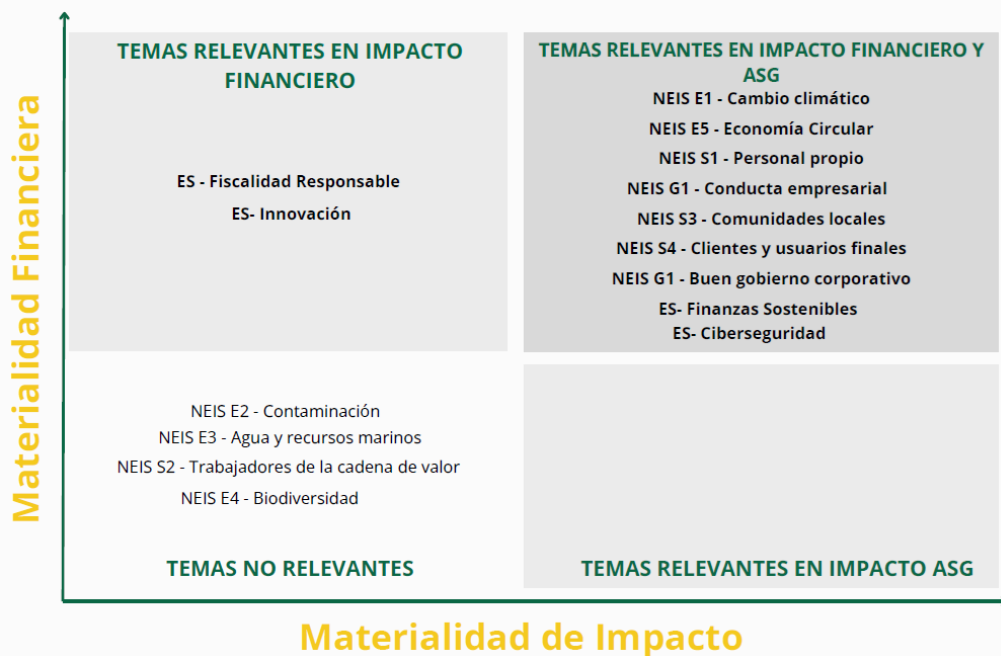 Materialidad Financiera
TEMAS RELEVANTES EN IMPACTO
FINANCIERO
ES - Fiscalidad Responsable
ES- Innovación
TEMAS RELEVANTES EN IMPACTO FINANCIERO Y
ASG
NEIS E1 - Cambio climático
NEIS E5 - Economía Circular
NEIS S1 - Personal propio
NEIS G1 - Conducta empresarial
NEIS S3 - Comunidades locales
NEIS S4 - Clientes y usuarios finales
NEIS G1 - Buen gobierno corporativo
ES- Finanzas Sostenibles
ES- Ciberseguridad
NEIS E2 - Contaminación
NEIS E3 - Agua y recursos marinos
NEIS S2 - Trabajadores de la cadena de valor
NEIS E4 - Biodiversidad
TEMAS NO RELEVANTES
TEMAS RELEVANTES EN IMPACTO ASG
Materialidad de Impacto